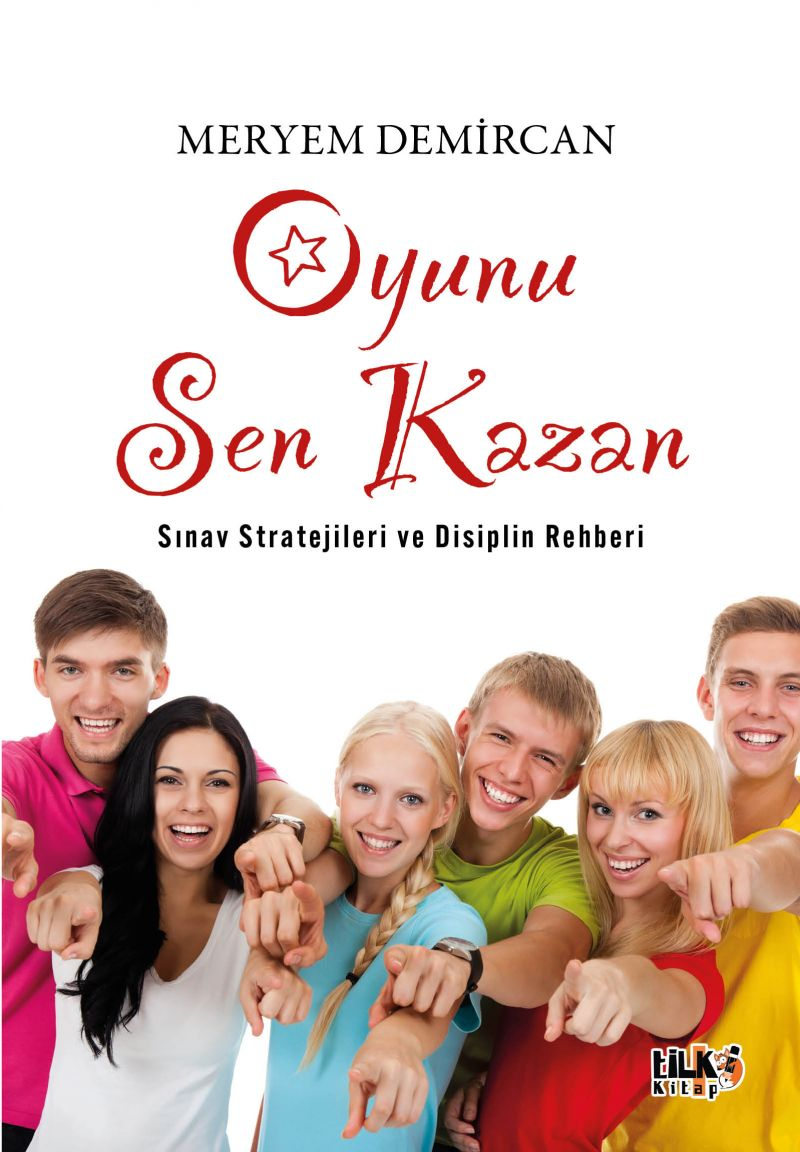 MERYEM DEMİRCAN
Oyunu
Sen Kazan
Sınav Stratejileri ve Disiplin Rehberi
tiLKi
Kitap